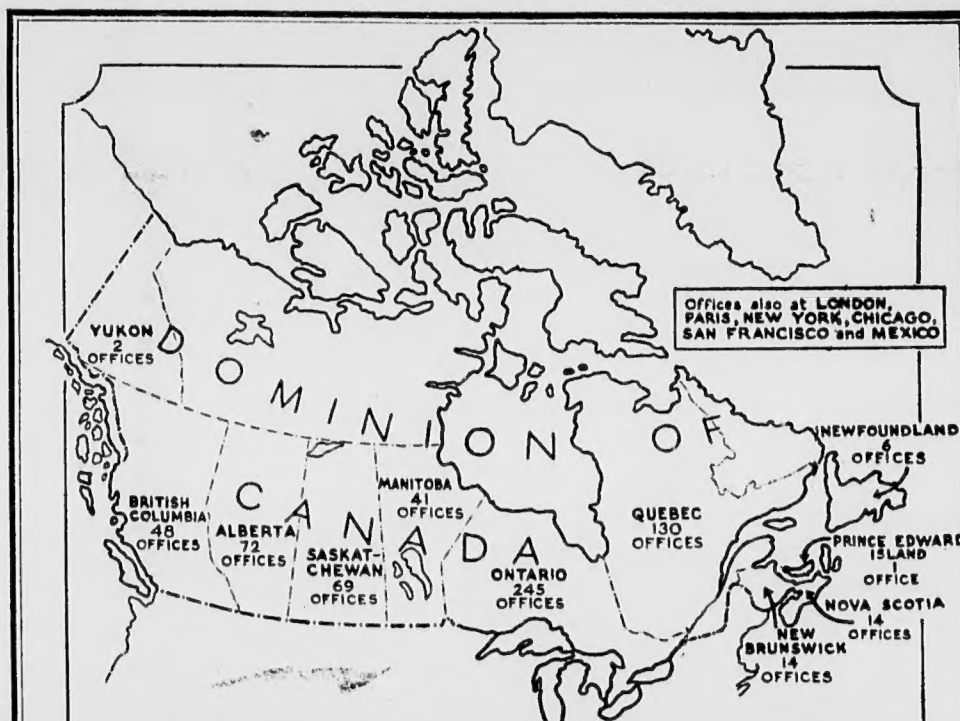 Offices also at LONDON,
PARIS, NEW YORK, CHICAGO,
SAN FRANCISCO and MEXICO
YUKON
2
OFFICES
DOMINION OF
CANADA
NEWFOUNDLAND
6
OFFICES
BRITISH
COLUMBIA
48
OFFICES
ALBERTA
72
OFFICES
SASKAT-
CHEWAN
69
OFFICES
MANITOBA
41
OFFICES
ONTARIO
245
OFFICES
QUEBEC
130
OFFICES
PRINCE EDWARD
ISLAND
1
OFFICE
NOVA SCOTIA
14
OFFICES
NEW
BRUNSWICK
14
OFFICES